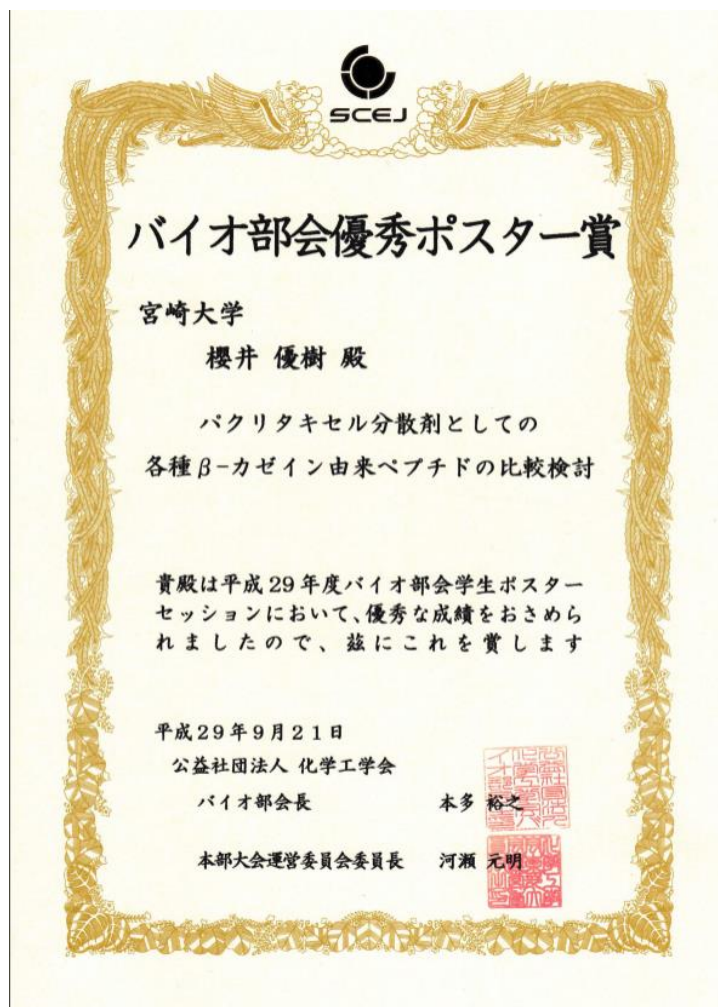 SCEJ
バイオ部会優秀ポスター賞
宮崎大学
櫻井 優樹 殿
パクリタキセル分散剤としての
各種β-カゼイン由来ペプチドの比較検討
貴殿は平成29年度バイオ部会学生ポスター
セッションにおいて、優秀な成績をおさめら
れましたので、茲にこれを賞します
平成29年9月21日
公益社団法人 化学工学会
バイオ部会長 本多 裕之
本部大会運営委員会委員長 河瀬 元明